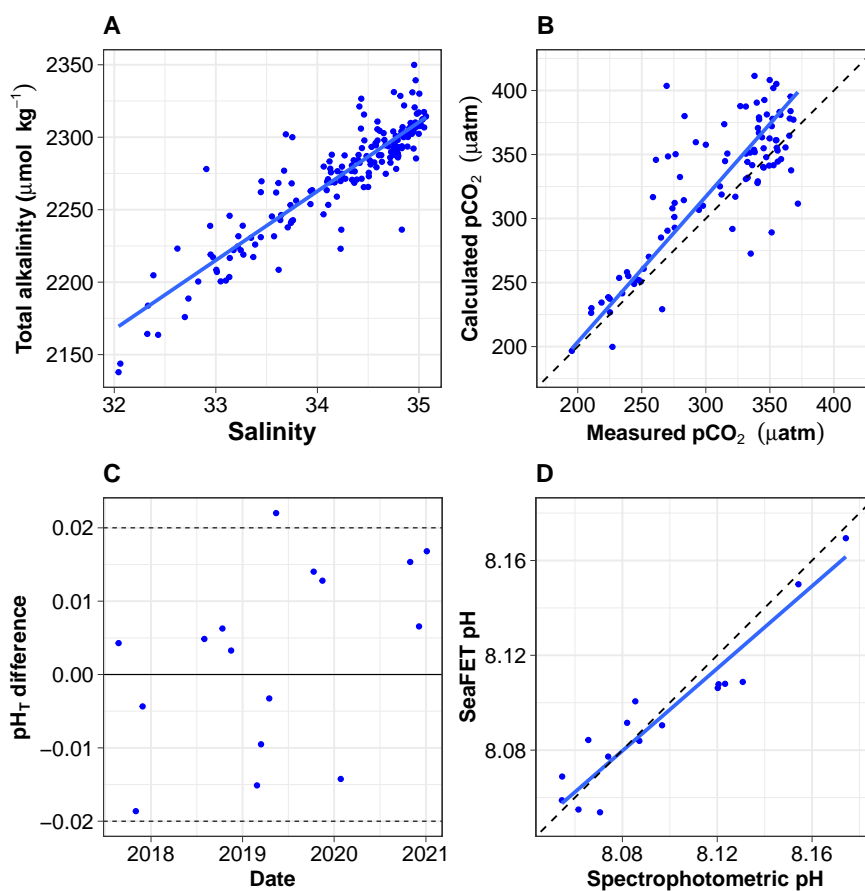 A
Total alkalinity (μmol kg⁻¹)
2350
2300
2250
2200
2150
32
33
34
35
Salinity
B
Calculated pCO₂ (μatm)
400
350
300
250
200
200
250
300
350
400
Measured pCO₂ (μatm)
C
pH_T difference
0.02
0.01
0.00
−0.01
−0.02
2018
2019
2020
2021
Date
D
SeaFET pH
8.16
8.12
8.08
8.08
8.12
8.16
Spectrophotometric pH